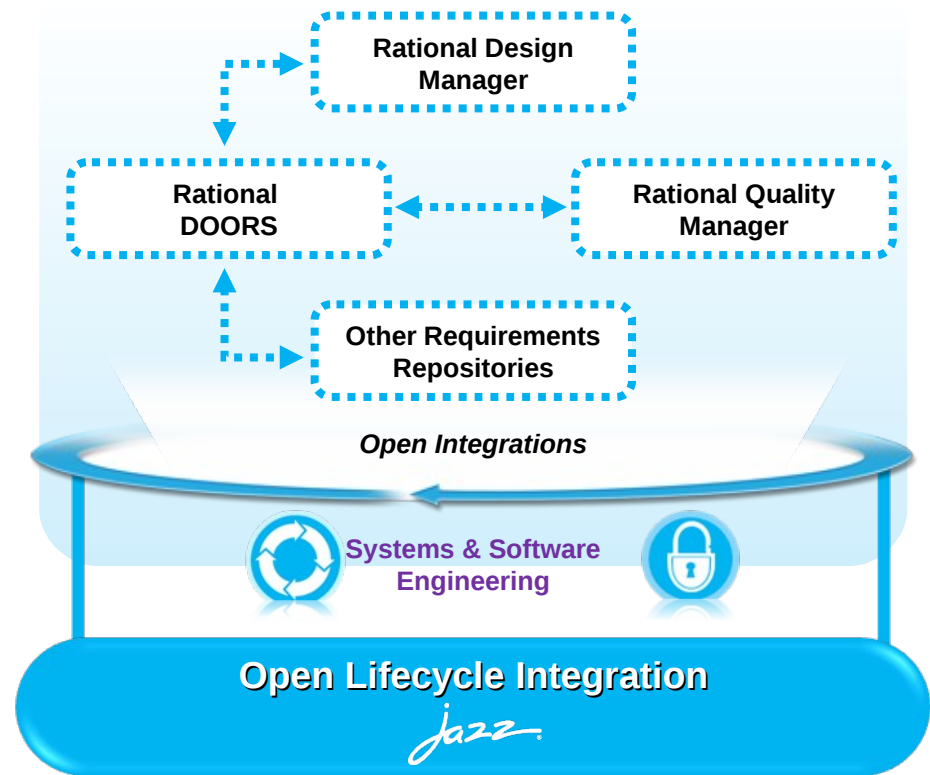 Rational Design
Manager
Rational
DOORS
Rational Quality
Manager
Other Requirements
Repositories
Open Integrations
Systems & Software
Engineering
Open Lifecycle Integration
jazz